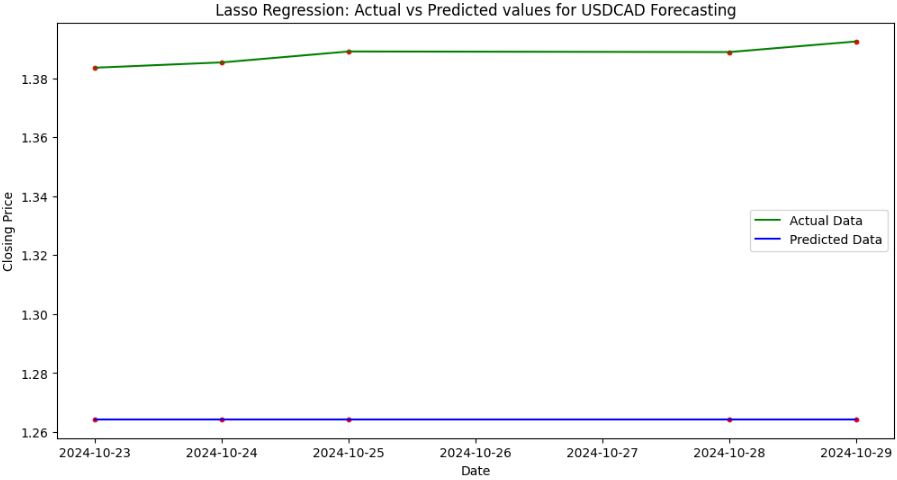 Lasso Regression: Actual vs Predicted values for USDCAD Forecasting
1.38
1.36
1.34
1.32
1.30
1.28
1.26
Closing Price
Actual Data
Predicted Data
2024-10-23 2024-10-24 2024-10-25 2024-10-26 2024-10-27 2024-10-28 2024-10-29
Date